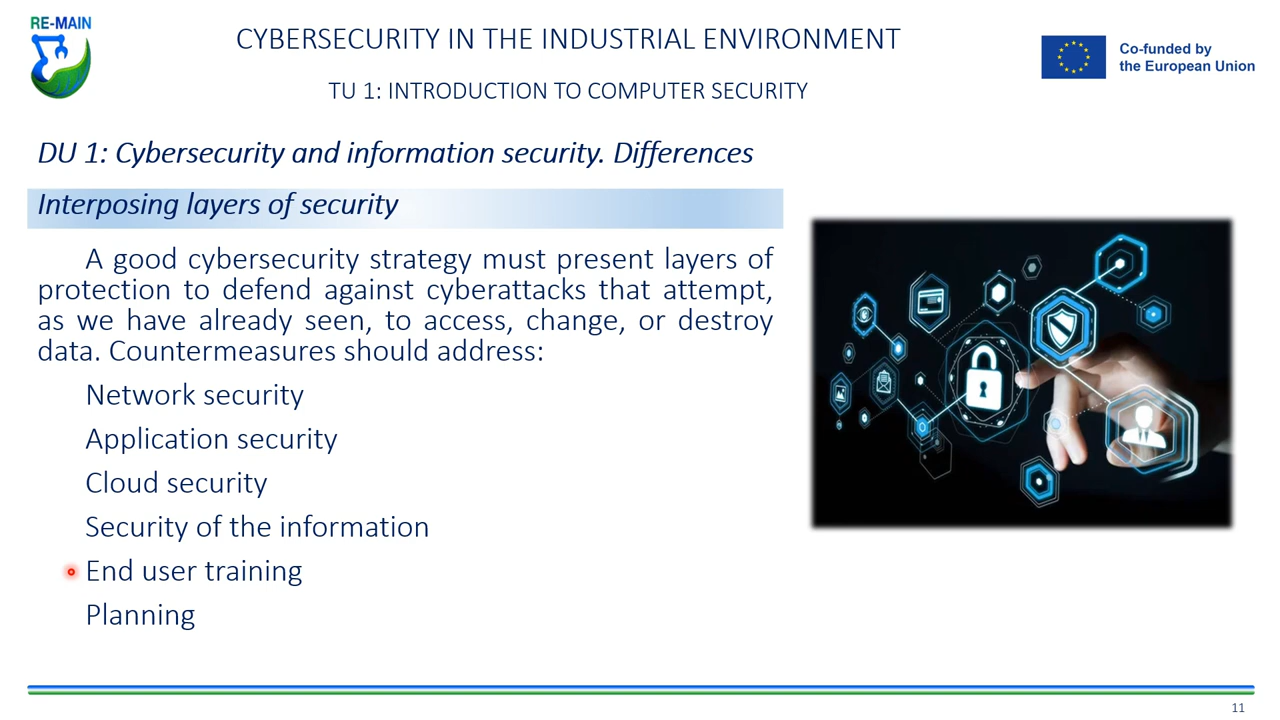 RE-MAIN
CYBERSECURITY IN THE INDUSTRIAL ENVIRONMENT
Co-funded by
the European Union
TU 1: INTRODUCTION TO COMPUTER SECURITY
DU 1: Cybersecurity and information security. Differences
Interposing layers of security
A good cybersecurity strategy must present layers of
protection to defend against cyberattacks that attempt,
as we have already seen, to access, change, or destroy
data. Countermeasures should address:
Network security
Application security
Cloud security
Security of the information
End user training
Planning
11